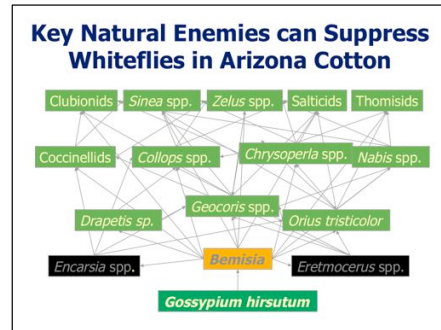 Key Natural Enemies can Suppress
Whiteflies in Arizona Cotton
Clubionids Sinea spp. Zelus spp. Salticids Thomisids
Coccinellids Collops spp. Chrysoperla spp. Nabis spp.
Geocoris spp.
Drapetis sp. Orius tristicolor
Bemisia
Encarsia spp. Eretmocerus spp.
Gossypium hirsutum